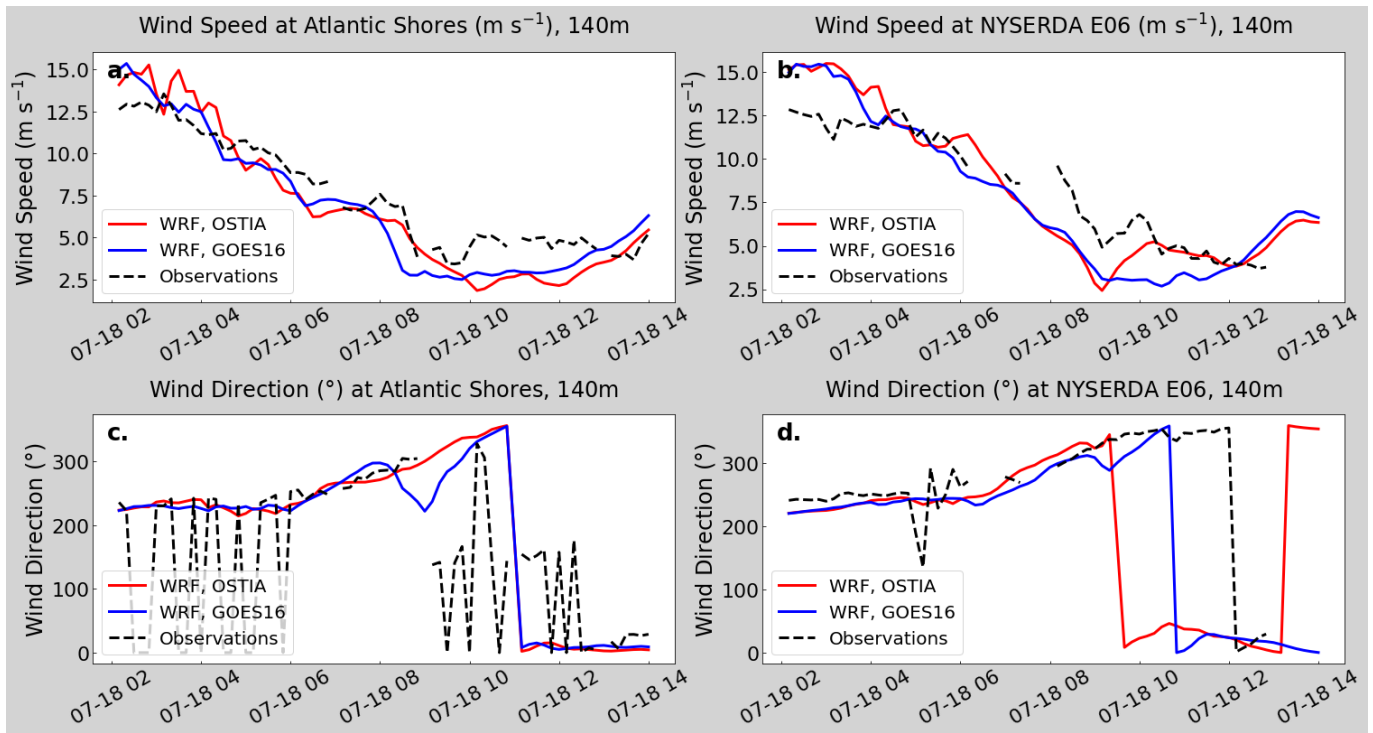 Wind Speed at Atlantic Shores (m s⁻¹), 140m
a.
Wind Speed (m s⁻¹)
15.0
12.5
10.0
7.5
5.0
2.5
WRF, OSTIA
WRF, GOES16
Observations
07-18 02
07-18 04
07-18 06
07-18 08
07-18 10
07-18 12
07-18 14
Wind Speed at NYSERDA E06 (m s⁻¹), 140m
b.
Wind Speed (m s⁻¹)
15.0
12.5
10.0
7.5
5.0
2.5
WRF, OSTIA
WRF, GOES16
Observations
07-18 02
07-18 04
07-18 06
07-18 08
07-18 10
07-18 12
07-18 14
Wind Direction (°) at Atlantic Shores, 140m
c.
Wind Direction (°)
300
200
100
0
WRF, OSTIA
WRF, GOES16
Observations
07-18 02
07-18 04
07-18 06
07-18 08
07-18 10
07-18 12
07-18 14
Wind Direction (°) at NYSERDA E06, 140m
d.
Wind Direction (°)
300
200
100
0
WRF, OSTIA
WRF, GOES16
Observations
07-18 02
07-18 04
07-18 06
07-18 08
07-18 10
07-18 12
07-18 14